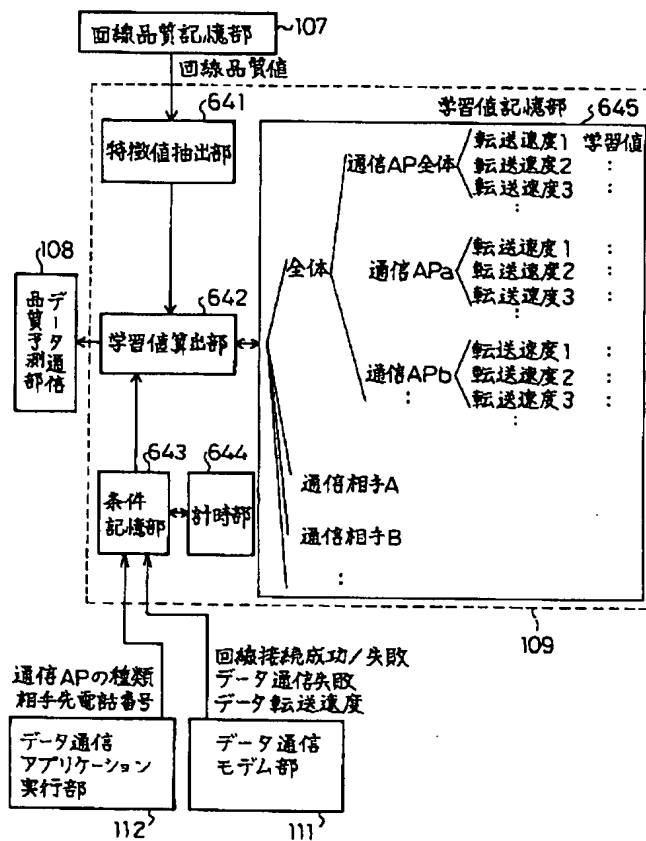 回線品質記憶部
107
回線品質値
641
特徴値抽出部
学習値記憶部
645
通信AP全体
転送速度1 学習値
転送速度2 :
転送速度3 :
:
全体
通信APa
転送速度1 :
転送速度2 :
転送速度3 :
:
通信APb
転送速度1 :
転送速度2 :
転送速度3 :
:
:
通信相手A
通信相手B
:
108
データ通信
品質予測部
642
学習値算出部
643
条件
記憶部
644
計時部
109
通信APの種類
相手先電話番号
回線接続成功/失敗
データ通信失敗
データ転送速度
データ通信
アプリケーション
実行部
112
データ通信
モデム部
111